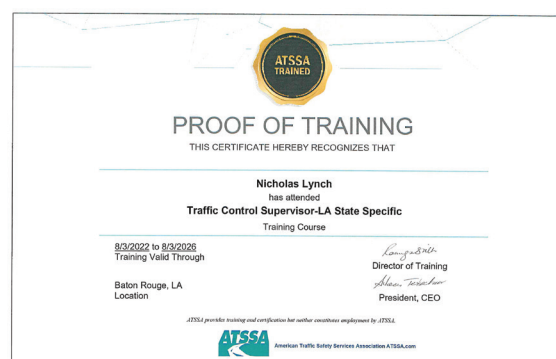 ATSSA
TRAINED
PROOF OF TRAINING
THIS CERTIFICATE HEREBY RECOGNIZES THAT
Nicholas Lynch
has attended
Traffic Control Supervisor-LA State Specific
Training Course
8/3/2022 to 8/3/2026
Training Valid Through
Director of Training
Baton Rouge, LA
Location
President, CEO
ATSSA provides training and certification but neither constitutes employment by ATSSA.
ATSSA
American Traffic Safety Services Association ATSSA.com